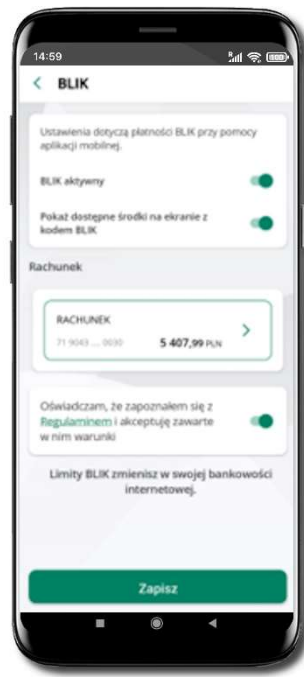 14:59
BLIK
Ustawienia dotyczą płatności BLIK przy pomocy
aplikacji mobilnej.
BLIK aktywny
Pokaż dostępne środki na ekranie z
kodem BLIK
Rachunek
RACHUNEK
71 9043 ... 0030 5 407,99 PLN
Oświadczam, że zapoznałem się z
Regulaminem i akceptuję zawarte
w nim warunki
Limity BLIK zmienisz w swojej bankowości
internetowej.
Zapisz